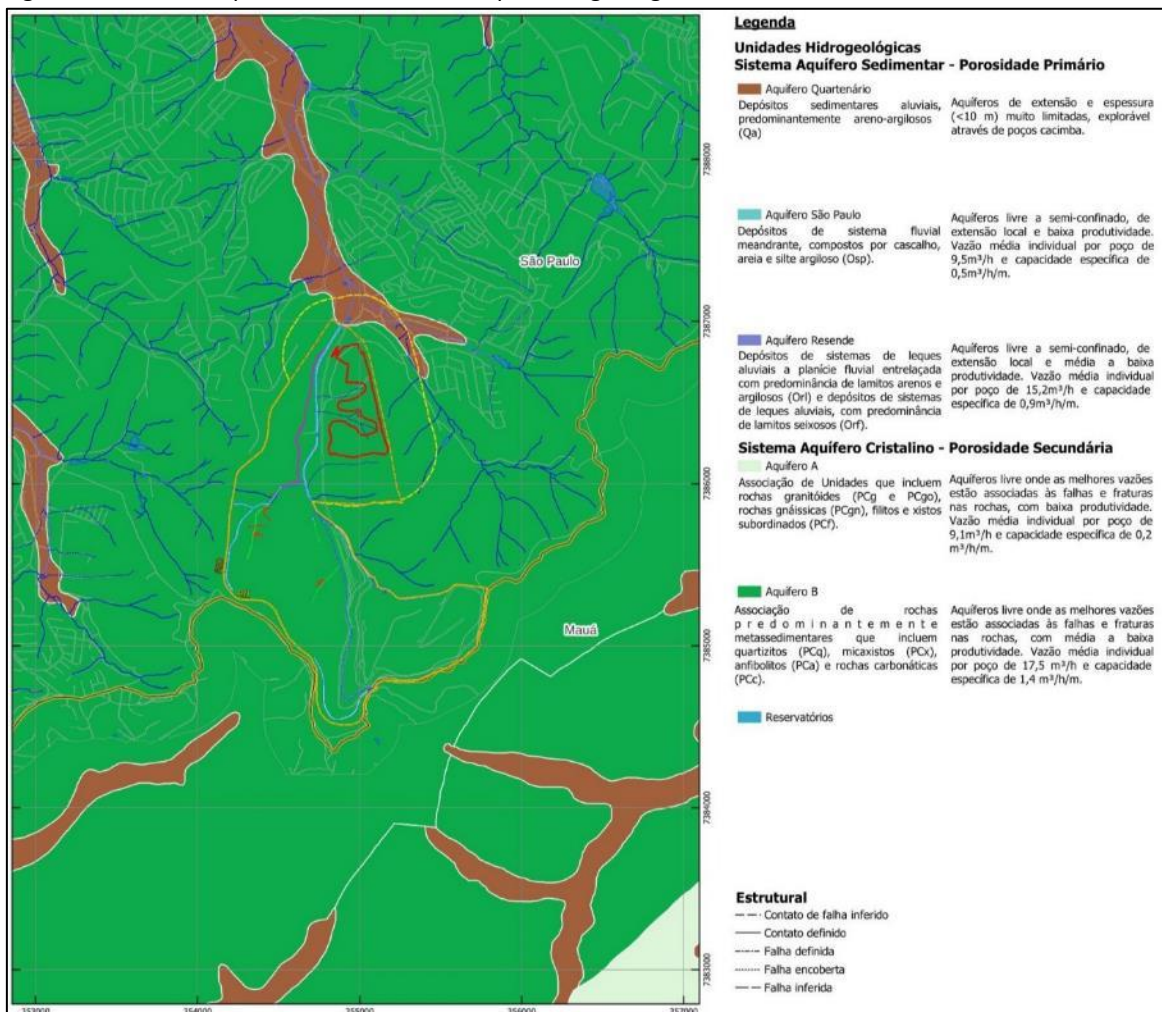 Legenda
Unidades Hidrogeológicas
Sistema Aquífero Sedimentar - Porosidade Primário
Aquífero Quartenário
Depósitos sedimentares aluviais,
predominantemente areno-argilosos
(Qa)
Aquíferos de extensão e espessura
(<10 m) muito limitadas, explorável
através de poços cacimba.
Aquífero São Paulo
Depósitos de sistema fluvial
meandrante, compostos por cascalho,
areia e silte argiloso (Osp).
Aquíferos livre a semi-confinado, de
extensão local e baixa produtividade.
Vazão média individual por poço de
9,5m³/h e capacidade específica de
0,5m³/h/m.
Aquífero Resende
Depósitos de sistemas de leques
aluviais a planície fluvial entrelaçada
com predominância de lamitos arenos e
argilosos (Orl) e depósitos de sistemas
de leques aluviais, com predominância
de lamitos seixosos (Orf).
Aquíferos livre a semi-confinado, de
extensão local e média a baixa
produtividade. Vazão média individual
por poço de 15,2m³/h e capacidade
específica de 0,9m³/h/m.
Sistema Aquífero Cristalino - Porosidade Secundária
Aquífero A
Associação de Unidades que incluem
rochas granitóides (PCg e PCgo),
rochas gnáissicas (PCgn), filitos e xistos
subordinados (PCf).
Aquíferos livre onde as melhores vazões
estão associadas às falhas e fraturas
nas rochas, com baixa produtividade.
Vazão média individual por poço de
9,1m³/h e capacidade específica de 0,2
m³/h/m.
Aquífero B
Associação de rochas
predominantemente
metassedimentares que incluem
quartizitos (PCq), micaxistos (PCx),
anfibolitos (PCa) e rochas carbonáticas
(PCc).
Aquíferos livre onde as melhores vazões
estão associadas às falhas e fraturas
nas rochas, com média a baixa
produtividade. Vazão média individual
por poço de 17,5 m³/h e capacidade
específica de 1,4 m³/h/m.
Reservatórios
Estrutural
Contato de falha inferido
Contato definido
Falha definida
Falha encoberta
Falha inferida
São Paulo
Mauá
7388000
7387000
7386000
7385000
7384000
7383000
353000
354000
355000
356000
357000